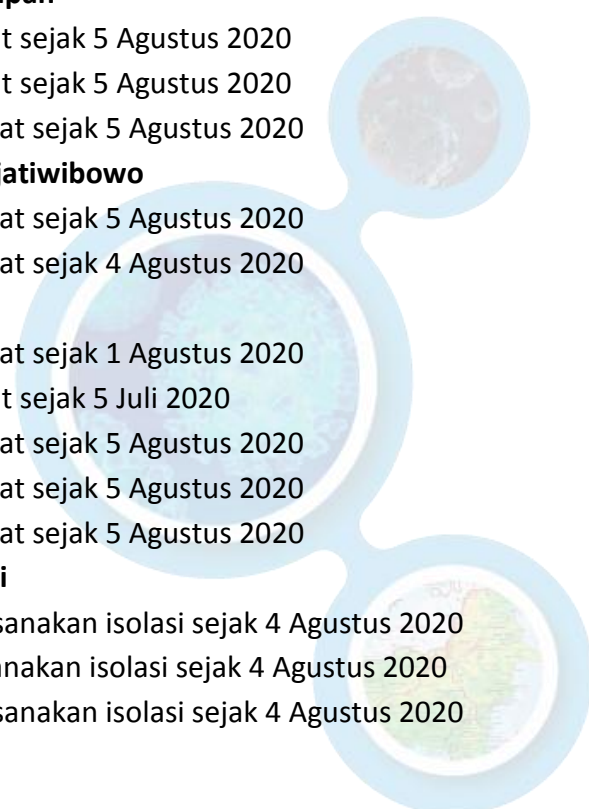 pan
t sejak 5 Agustus 2020
t sejak 5 Agustus 2020
at sejak 5 Agustus 2020
jatiwibowo
at sejak 5 Agustus 2020
at sejak 4 Agustus 2020
at sejak 1 Agustus 2020
t sejak 5 Juli 2020
at sejak 5 Agustus 2020
at sejak 5 Agustus 2020
at sejak 5 Agustus 2020
i
sanakan isolasi sejak 4 Agustus 2020
anakan isolasi sejak 4 Agustus 2020
sanakan isolasi sejak 4 Agustus 2020